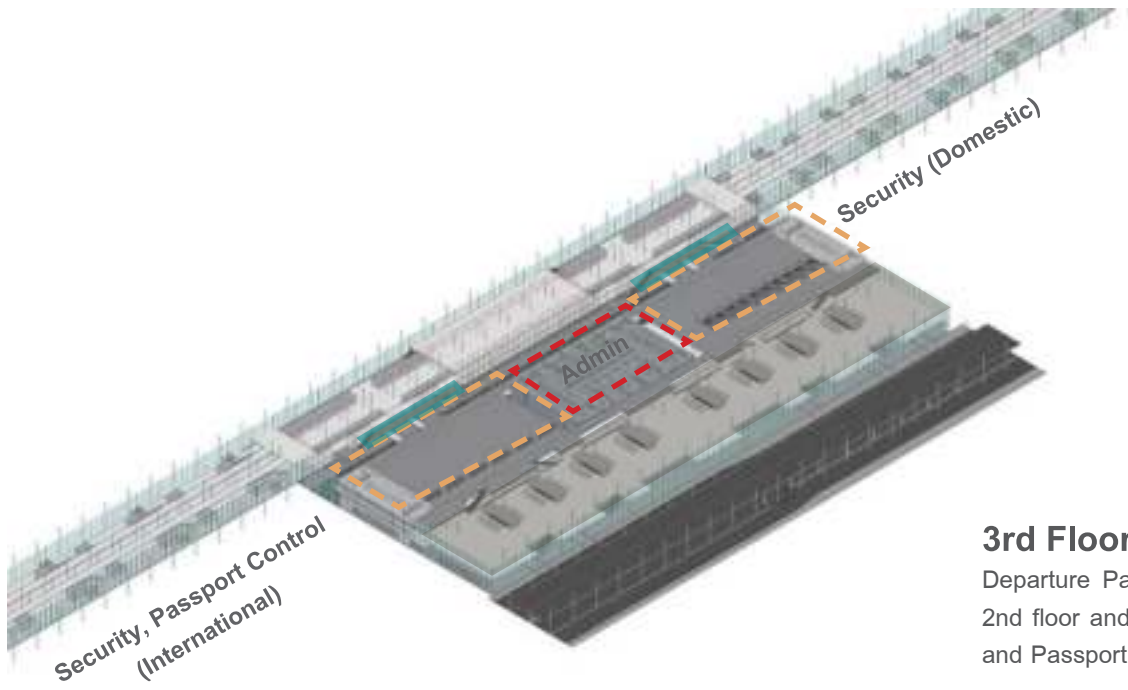 Security (Domestic)
Admin
Security, Passport Control
(International)
3rd Floor
Departure Pa
2nd floor and
and Passport